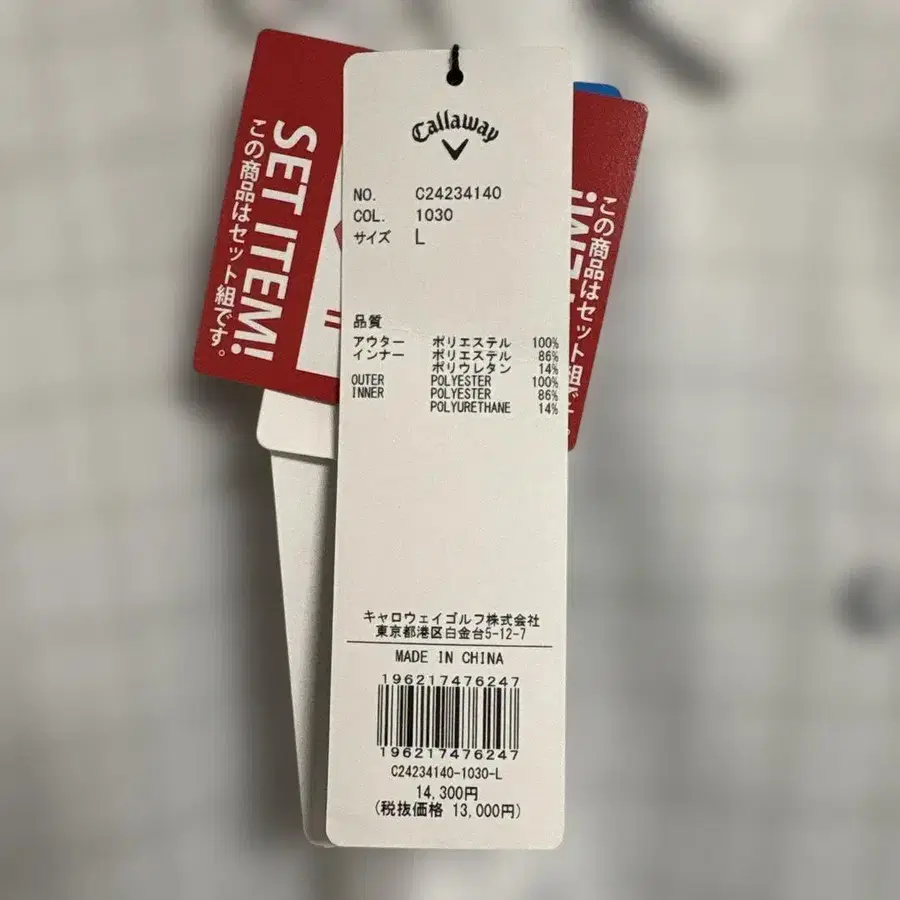 Callaway
NO. C24234140
COL. 1030
サイズ L
品質
アウター ポリエステル 100%
インナー ポリエステル 86%
ポリウレタン 14%
OUTER POLYESTER 100%
INNER POLYESTER 86%
POLYURETHANE 14%
キャロウェイゴルフ株式会社
東京都港区白金台5-12-7
MADE IN CHINA
196217476247
196217476247
C24234140-1030-L
14,300円
(税抜価格 13,000円)
SET ITEM!
この商品はセット組です。
この商品はセット組で